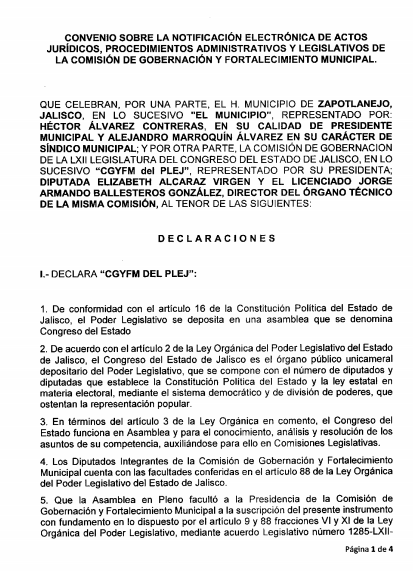 CONVENIO SOBRE LA NOTIFICACIÓN ELECTRÓNICA DE ACTOS
JURÍDICOS, PROCEDIMIENTOS ADMINISTRATIVOS Y LEGISLATIVOS DE
LA COMISIÓN DE GOBERNACIÓN Y FORTALECIMIENTO MUNICIPAL.
QUE CELEBRAN, POR UNA PARTE, EL H. MUNICIPIO DE ZAPOTLANEJO,
JALISCO, EN LO SUCESIVO "EL MUNICIPIO", REPRESENTADO POR:
HÉCTOR ÁLVAREZ CONTRERAS, EN SU CALIDAD DE PRESIDENTE
MUNICIPAL Y ALEJANDRO MARROQUÍN ÁLVAREZ EN SU CARÁCTER DE
SÍNDICO MUNICIPAL; Y POR OTRA PARTE, LA COMISIÓN DE GOBERNACION
DE LA LXII LEGISLATURA DEL CONGRESO DEL ESTADO DE JALISCO, EN LO
SUCESIVO "CGYFM del PLEJ", REPRESENTADO POR SU PRESIDENTA;
DIPUTADA ELIZABETH ALCARAZ VIRGEN Y EL LICENCIADO JORGE
ARMANDO BALLESTEROS GONZÁLEZ, DIRECTOR DEL ÓRGANO TÉCNICO
DE LA MISMA COMISIÓN, AL TENOR DE LAS SIGUIENTES:
D E C L A R A C I O N E S
I.- DECLARA "CGYFM DEL PLEJ":
1. De conformidad con el artículo 16 de la Constitución Política del Estado de
Jalisco, el Poder Legislativo se deposita en una asamblea que se denomina
Congreso del Estado
2. De acuerdo con el artículo 2 de la Ley Orgánica del Poder Legislativo del Estado
de Jalisco, el Congreso del Estado de Jalisco es el órgano público unicameral
depositario del Poder Legislativo, que se compone con el número de diputados y
diputadas que establece la Constitución Política del Estado y la ley estatal en
materia electoral, mediante el sistema democrático y de división de poderes, que
ostentan la representación popular.
3. En términos del artículo 3 de la Ley Orgánica en comento, el Congreso del
Estado funciona en Asamblea y para el conocimiento, análisis y resolución de los
asuntos de su competencia, auxiliándose para ello en Comisiones Legislativas.
4. Los Diputados Integrantes de la Comisión de Gobernación y Fortalecimiento
Municipal cuenta con las facultades conferidas en el artículo 88 de la Ley Orgánica
del Poder Legislativo del Estado de Jalisco.
5. Que la Asamblea en Pleno facultó a la Presidencia de la Comisión de
Gobernación y Fortalecimiento Municipal a la suscripción del presente instrumento
con fundamento en lo dispuesto por el articulo 9 y 88 fracciones VI y XI de la Ley
Orgánica del Poder Legislativo, mediante acuerdo Legislativo número 1285-LXII-
Página 1 de 4